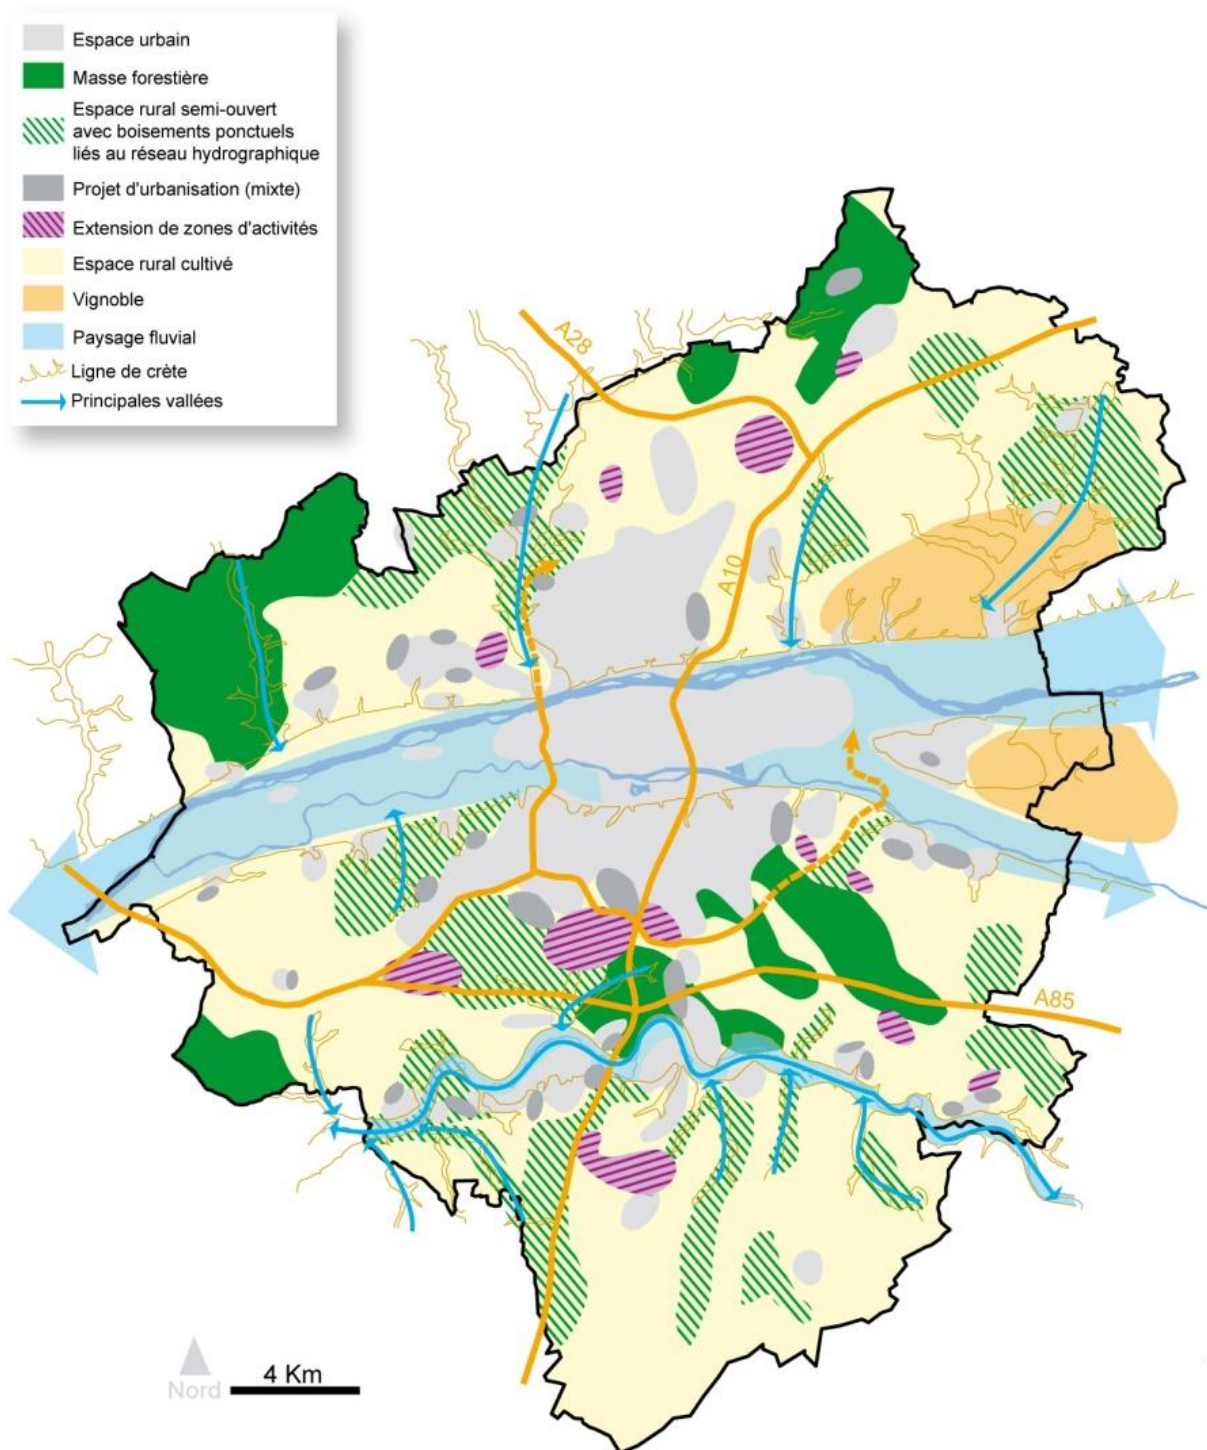 Espace urbain
Masse forestière
Espace rural semi-ouvert
avec boisements ponctuels
liés au réseau hydrographique
Projet d'urbanisation (mixte)
Extension de zones d'activités
Espace rural cultivé
Vignoble
Paysage fluvial
Ligne de crète
Principales vallées
A28
A10
A85
Nord
4 Km